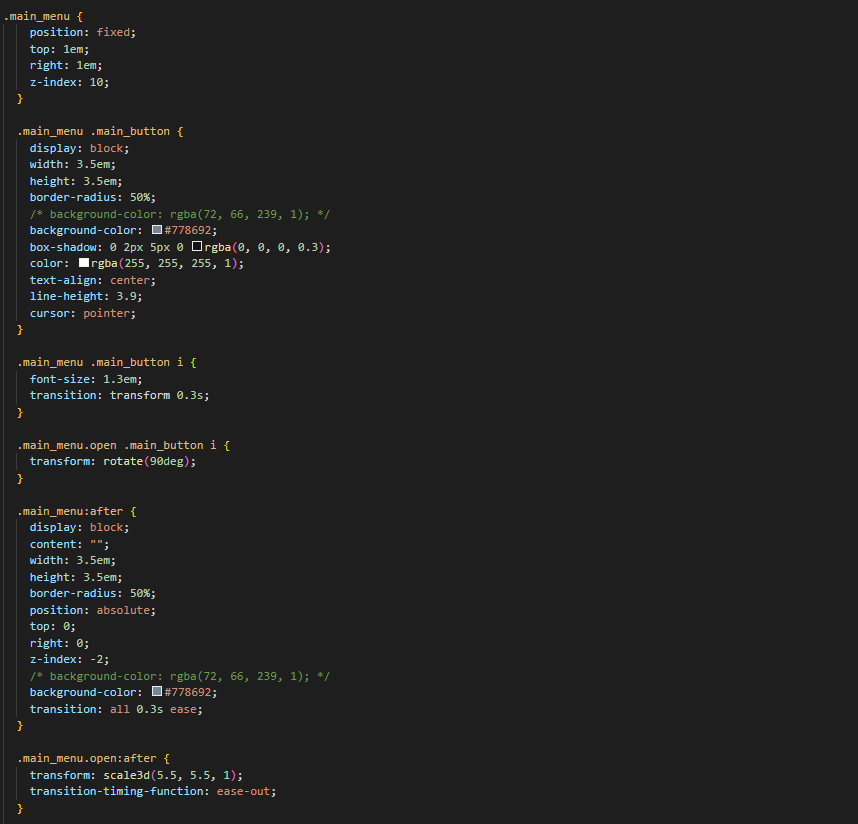 .main_menu {
position: fixed;
top: 1em;
right: 1em;
z-index: 10;
}
.main_menu .main_button {
display: block;
width: 3.5em;
height: 3.5em;
border-radius: 50%;
/* background-color: rgba(72, 66, 239, 1); */
background-color: #778692;
box-shadow: 0 2px 5px 0 rgba(0, 0, 0, 0.3);
color: rgba(255, 255, 255, 1);
text-align: center;
line-height: 3.9;
cursor: pointer;
}
.main_menu .main_button i {
font-size: 1.3em;
transition: transform 0.3s;
}
.main_menu.open .main_button i {
transform: rotate(90deg);
}
.main_menu:after {
display: block;
content: "";
width: 3.5em;
height: 3.5em;
border-radius: 50%;
position: absolute;
top: 0;
right: 0;
z-index: -2;
/* background-color: rgba(72, 66, 239, 1); */
background-color: #778692;
transition: all 0.3s ease;
}
.main_menu.open:after {
transform: scale3d(5.5, 5.5, 1);
transition-timing-function: ease-out;
}